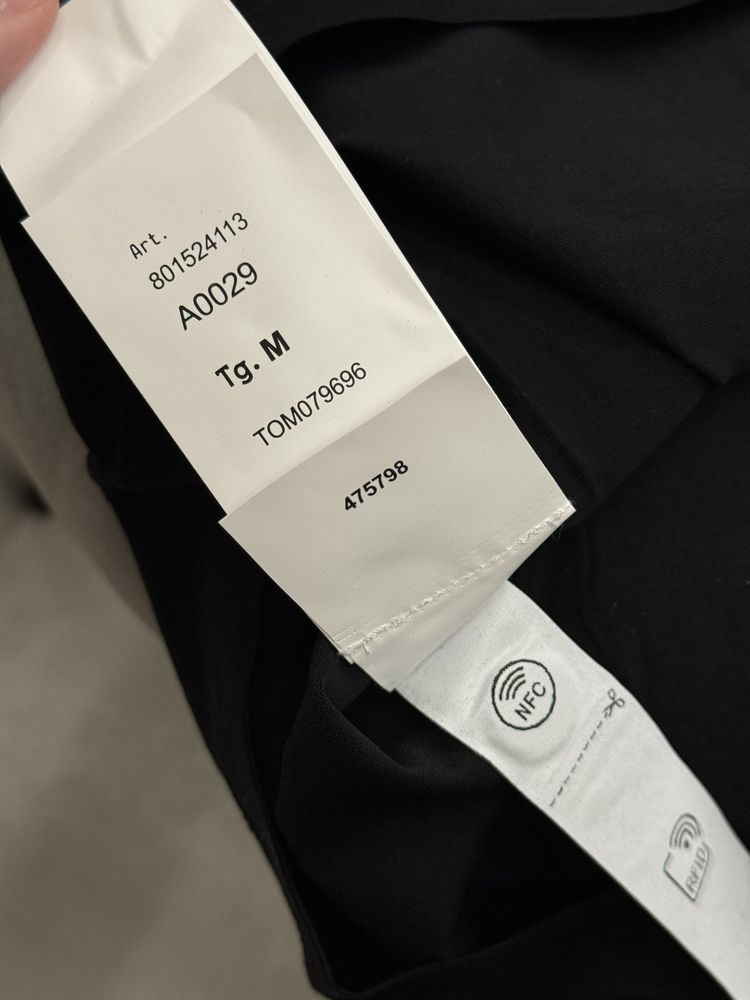 Art.
801524113
A0029
Tg. M
TOM079696
475798
NFC
RFID